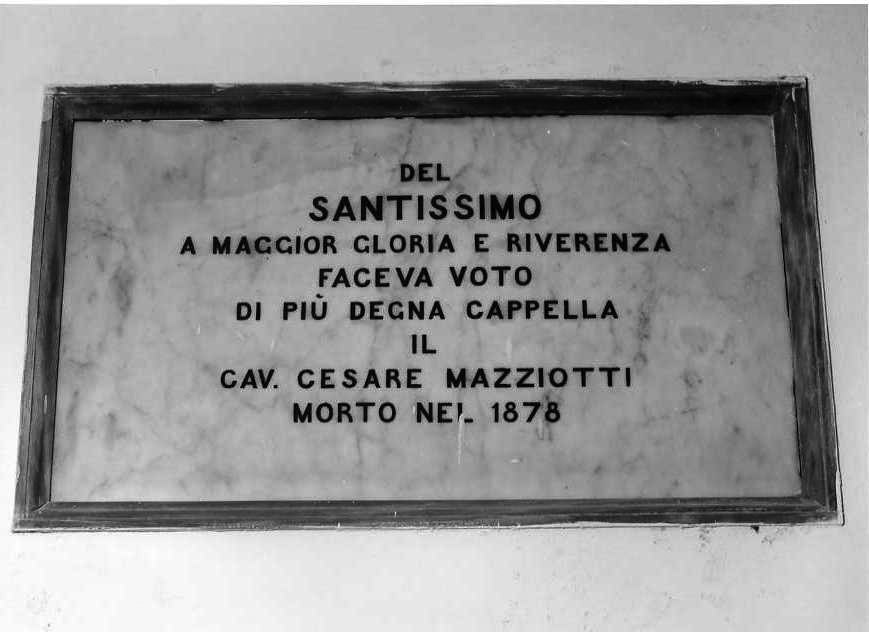 DEL
SANTISSIMO
A MAGGIOR GLORIA E RIVERENZA
FACEVA VOTO
DI PIÙ DEGNA CAPPELLA
IL
CAV. CESARE MAZZIOTTI
MORTO NEL 1878